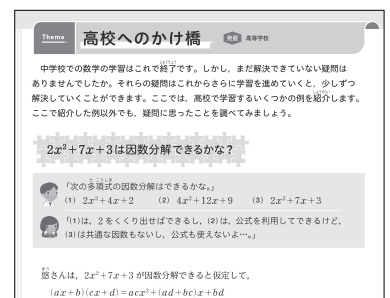 Theme 高校へのかけ橋 発展 高等学校
中学校での数学の学習はこれで終了です。しかし、まだ解決できていない疑問は
ありませんでしたか。それらの疑問はこれからさらに学習を進めていくと、少しずつ
解決していくことができます。ここでは、高校で学習するいくつかの例を紹介します。
ここで紹介した例以外でも、疑問に思ったことを調べてみましょう。
2x²+7x+3は因数分解できるかな？
「次の多項式の因数分解はできるかな。」
(1) 2x²+4x+2 (2) 4x²+12x+9 (3) 2x²+7x+3
「(1)は、2をくくり出せばできるし、(2)は、公式を利用してできるけど、
(3)は共通な因数もないし、公式も使えないよ…。」
悠さんは、2x²+7x+3が因数分解できると仮定して、
(ax+b)(cx+d)=acx²+(ad+bc)x+bd